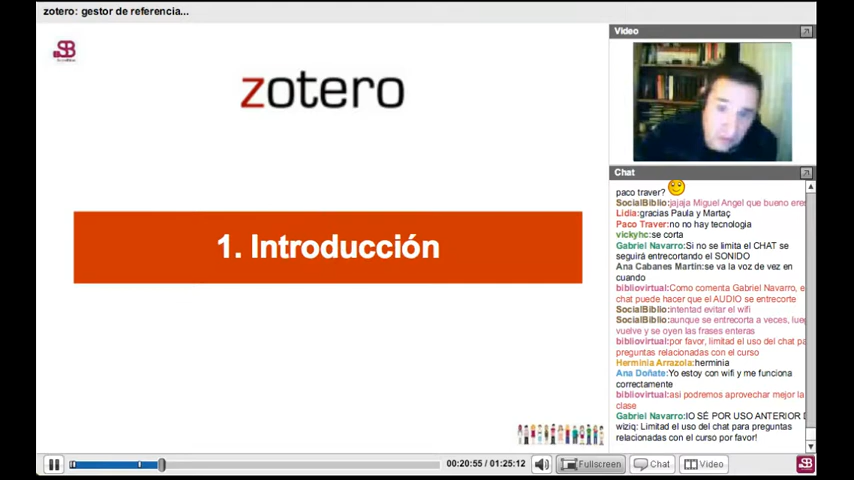 zotero: gestor de referencia...
SB
zotero
1. Introducción
Video
Chat
paco traver?
SocialBiblio:jajaja Miguel Angel que bueno eres
Lidia:gracias Paula y Martaç
Paco Traver:no no hay tecnologia
vickyhc:se corta
Gabriel Navarro:Si no se limita el CHAT se
seguirá entrecortando el SONIDO
Ana Cabanes Martin:se va la voz de vez en
cuando
bibliovirtual:Como comenta Gabriel Navarro, e
chat puede hacer que el AUDIO se entrecorte
SocialBiblio:intentad evitar el wifi
SocialBiblio:aunque se entrecorta a veces, lue
vuelve y se oyen las frases enteras
bibliovirtual:por favor, limitad el uso del chat pa
preguntas relacionadas con el curso
Herminia Arrazola:herminia
Ana Doñate:Yo estoy con wifi y me funciona
correctamente
bibliovirtual:asi podremos aprovechar mejor la
clase
Gabriel Navarro:IO SÉ POR USO ANTERIOR D
wiziq: Limitad el uso del chat para preguntas
relacionadas con el curso por favor!
00:20:55 / 01:25:12
Fullscreen
Chat
Video
SB